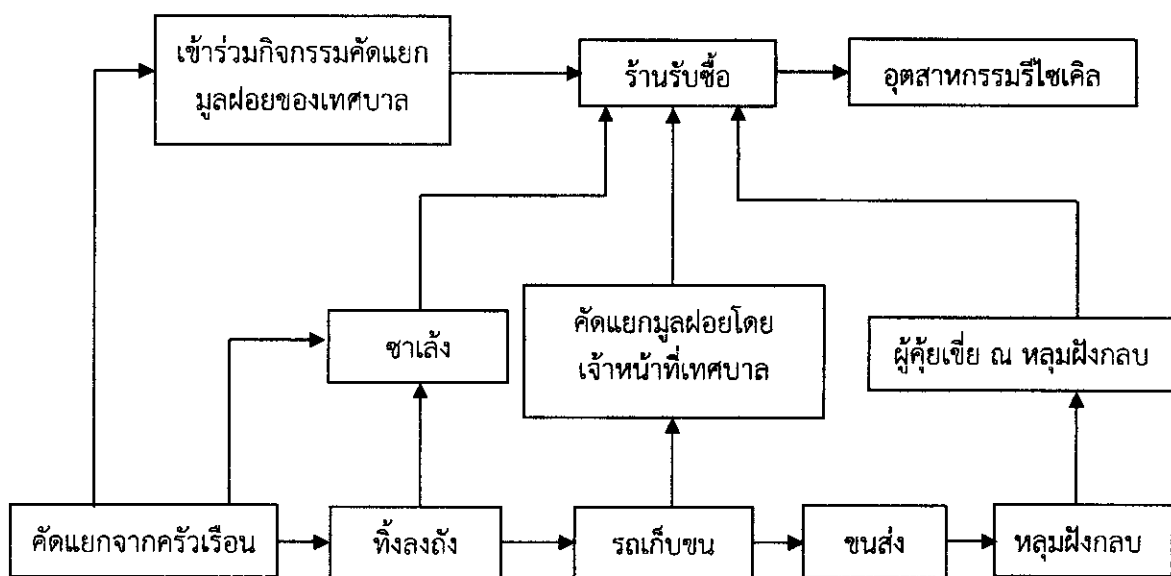 เข้าร่วมกิจกรรมคัดแยก
มูลฝอยของเทศบาล
ร้านรับซื้อ
อุตสาหกรรมรีไซเคิล
ซาเล้ง
คัดแยกมูลฝอยโดย
เจ้าหน้าที่เทศบาล
ผู้คุ้ยเขี่ย ณ หลุมฝังกลบ
คัดแยกจากครัวเรือน
ทิ้งลงถัง
รถเก็บขน
ขนส่ง
หลุมฝังกลบ